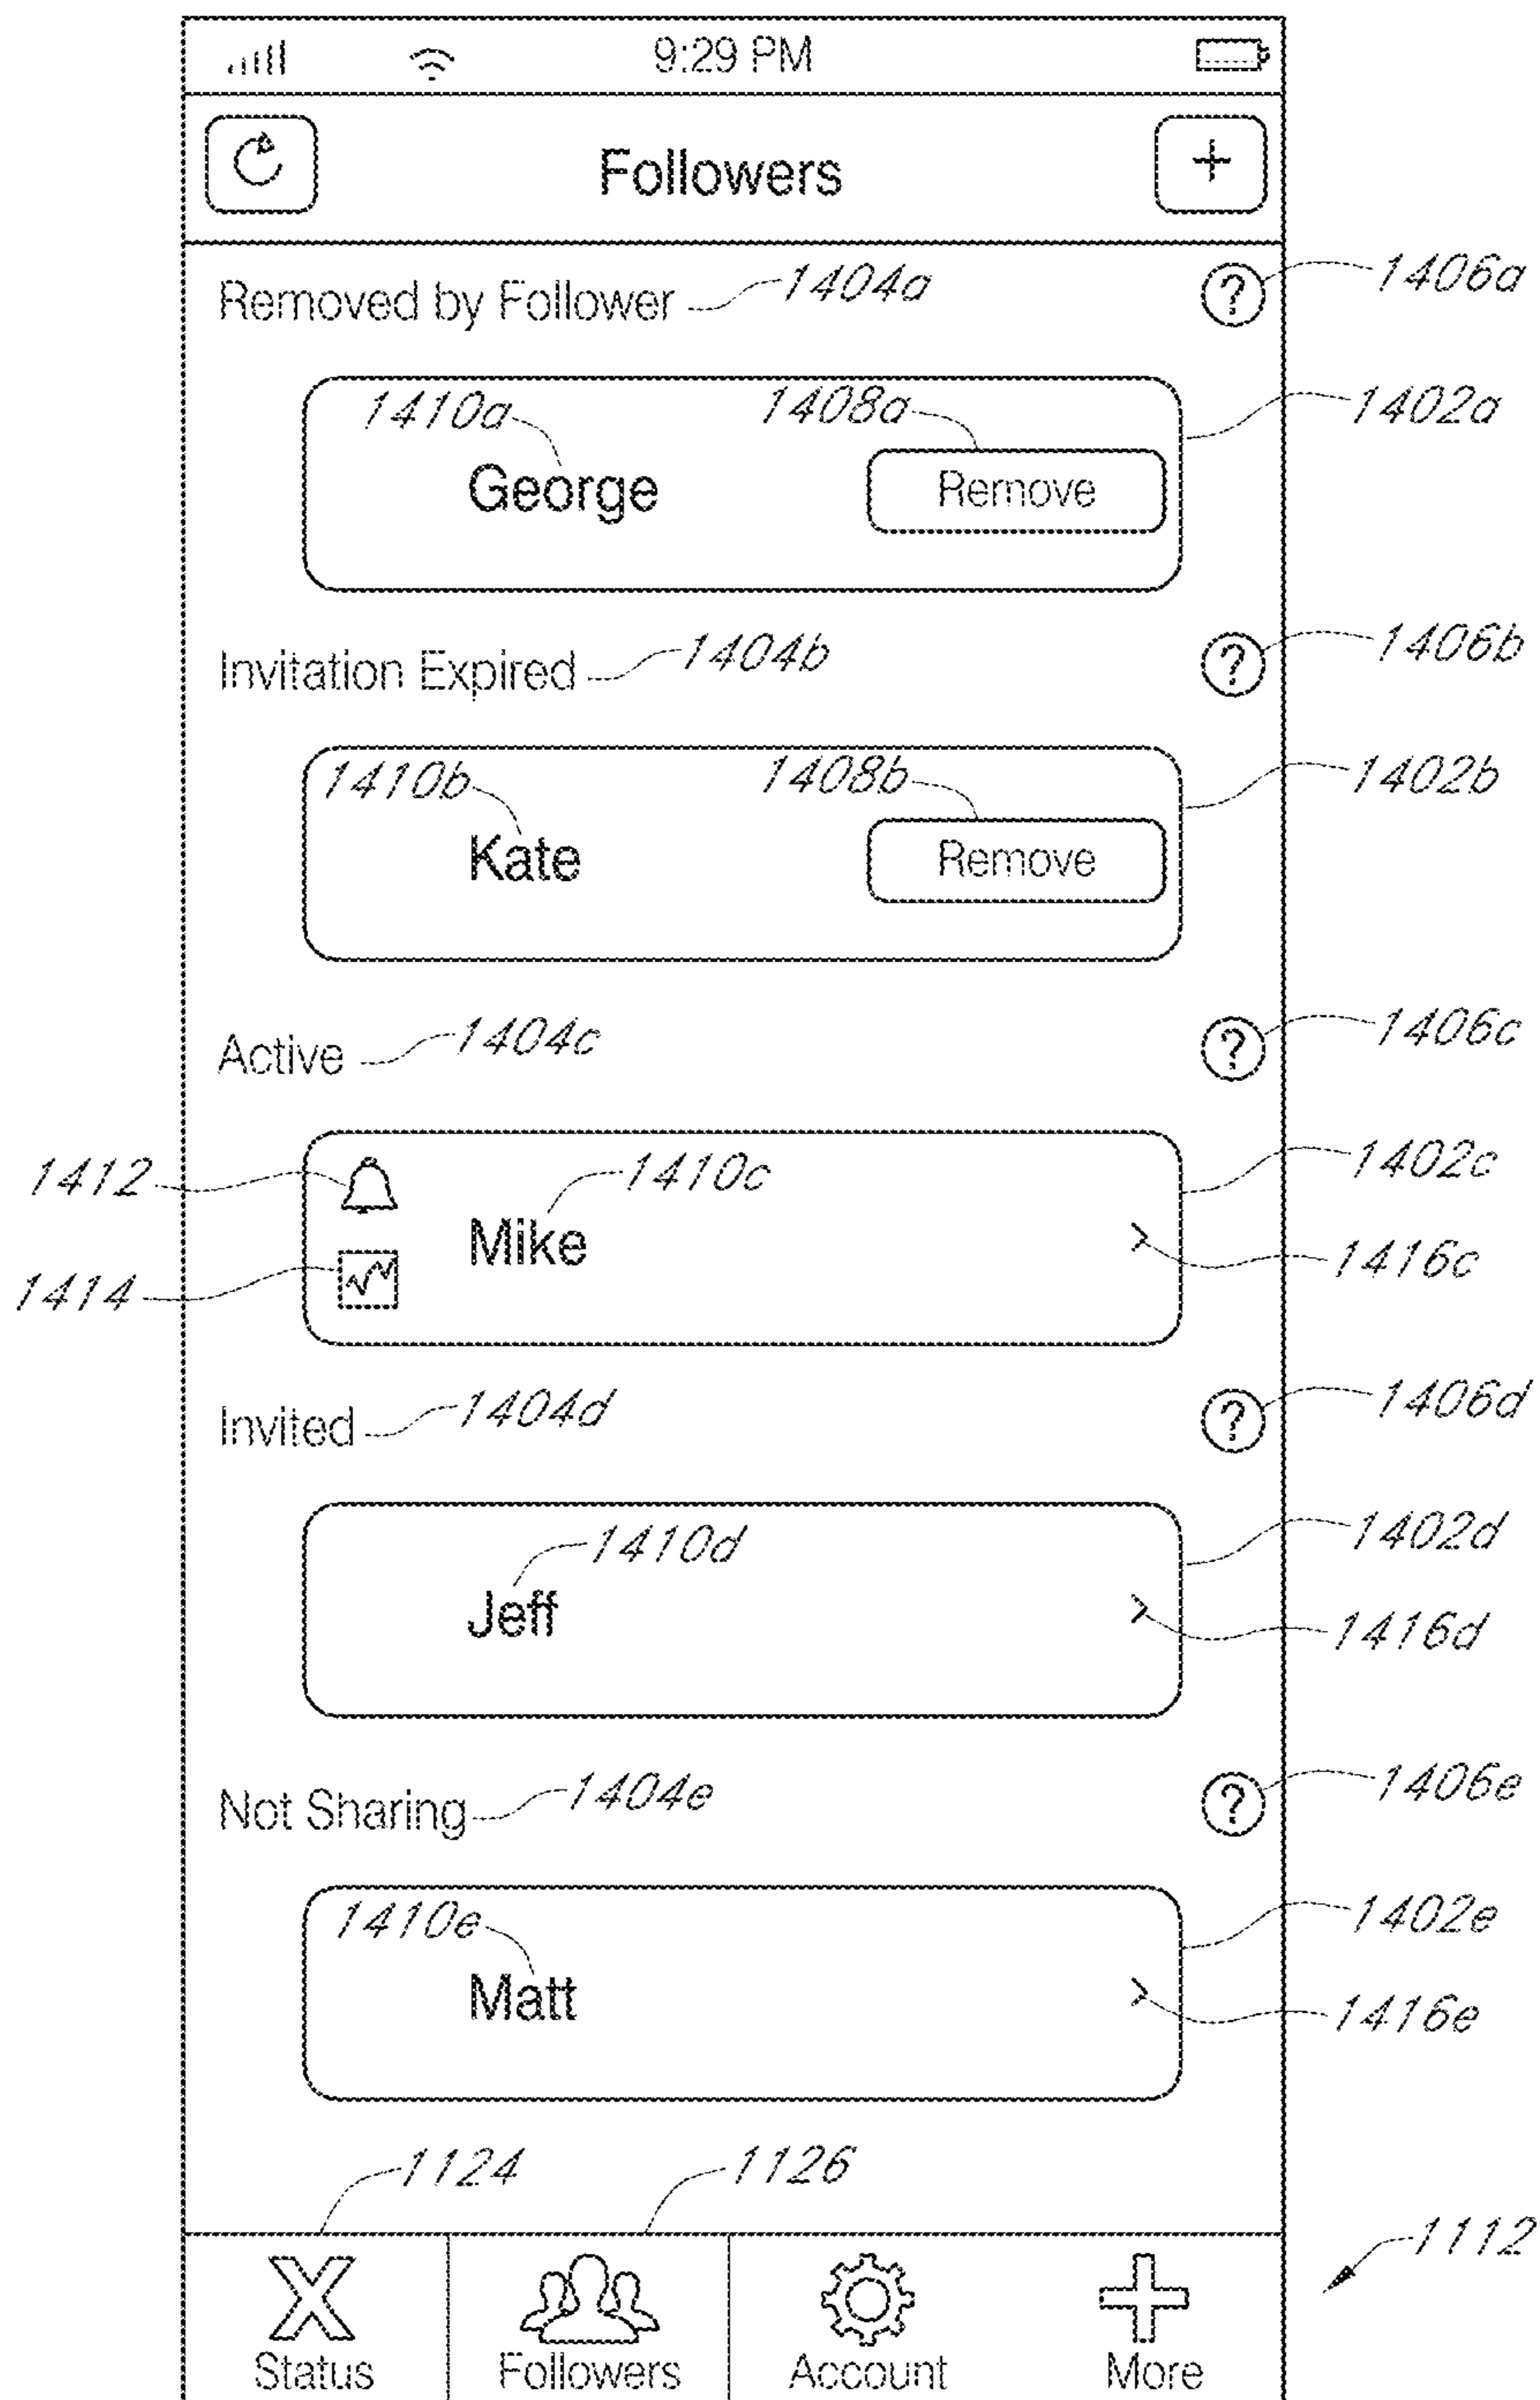 9:29 PM
Followers
+
Removed by Follower 1404a ? 1406a
1410a 1408a 1402a
George Remove
Invitation Expired 1404b ? 1406b
1410b 1408b 1402b
Kate Remove
Active 1404c ? 1406c
1412 1410c 1402c
Mike > 1416c
1414
Invited 1404d ? 1406d
1410d 1402d
Jeff > 1416d
Not Sharing 1404e ? 1406e
1410e 1402e
Matt > 1416e
1124 1126
1112
X
Status Followers Account More